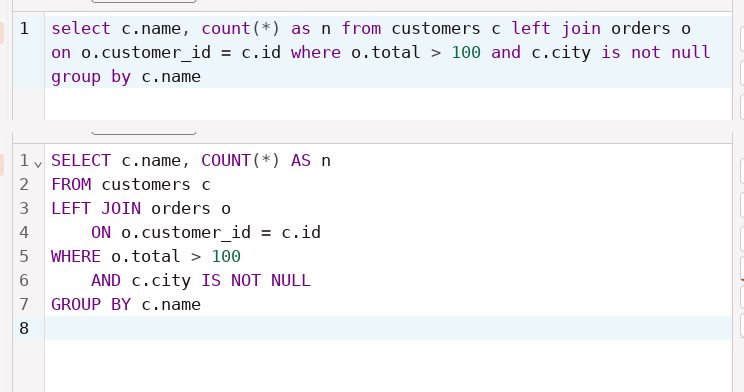 1 select c.name, count(*) as n from customers c left join orders o
on o.customer_id = c.id where o.total > 100 and c.city is not null
group by c.name
1 SELECT c.name, COUNT(*) AS n
2 FROM customers c
3 LEFT JOIN orders o
4     ON o.customer_id = c.id
5 WHERE o.total > 100
6     AND c.city IS NOT NULL
7 GROUP BY c.name
8